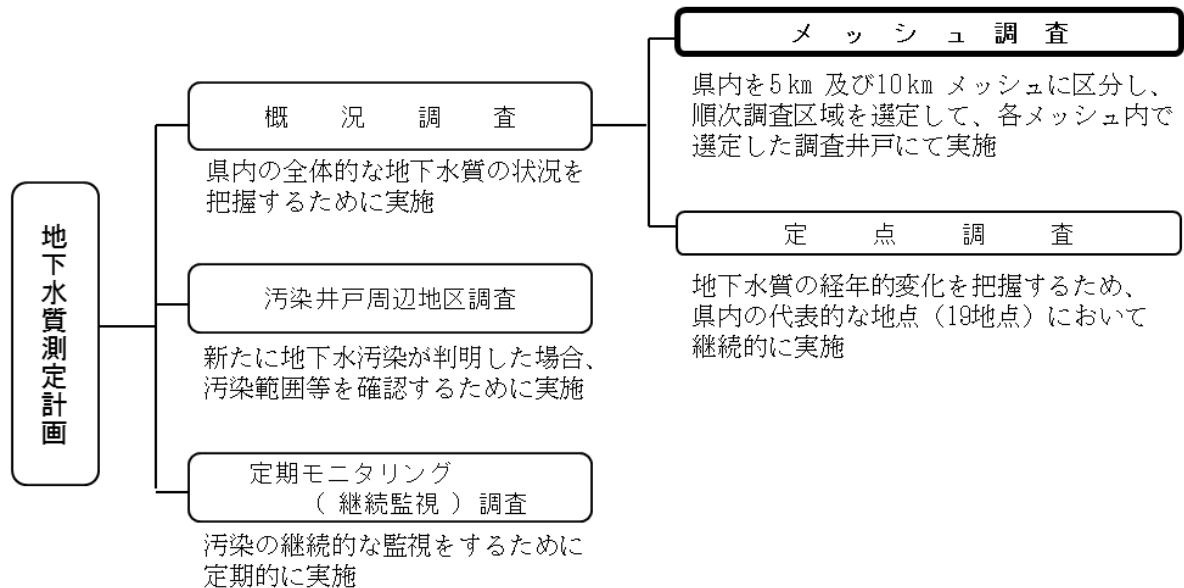 地下水質測定計画
概況調査
県内の全体的な地下水質の状況を
把握するために実施
メッシュ調査
県内を5km 及び10km メッシュに区分し、
順次調査区域を選定して、各メッシュ内で
選定した調査井戸にて実施
定点調査
地下水質の経年的変化を把握するため、
県内の代表的な地点（19地点）において
継続的に実施
汚染井戸周辺地区調査
新たに地下水汚染が判明した場合、
汚染範囲等を確認するために実施
定期モニタリング
（ 継続監視 ） 調査
汚染の継続的な監視をするために
定期的に実施